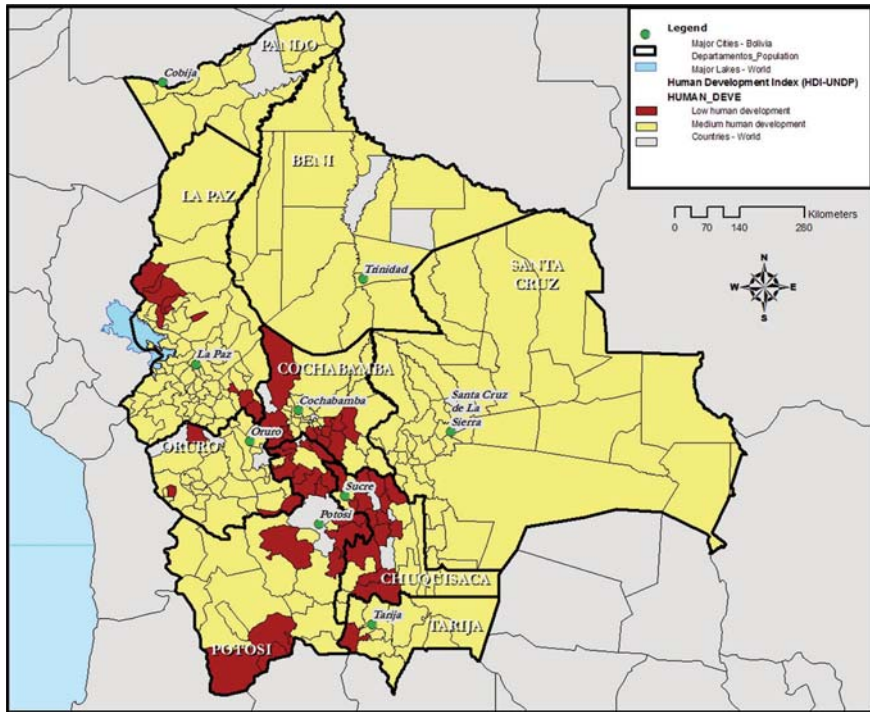 Legend
Major Cities - Bolivia
Departamentos_Population
Major Lakes - World
Human Development Index (HDI-UNDP)
HUMAN_DEVE
Low human development
Medium human development
Countries - World
Kilometers
0 70 140 280
N
W E
S
PANDO
Cobija
BENI
LA PAZ
Trinidad
SANTA
CRUZ
La Paz
COCHABAMBA
Cochabamba
Santa Cruz
de La
Sierra
Oruro
ORURO
Sucre
Potosí
CHUQUISACA
Tarija
TARIJA
POTOSI